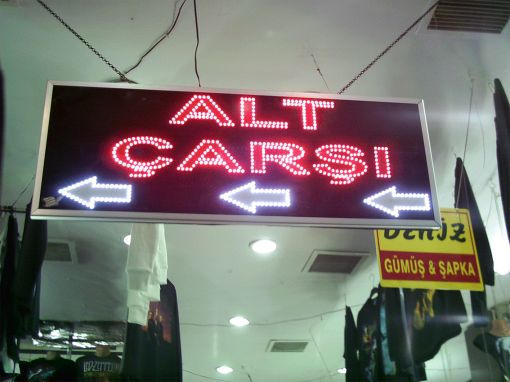 ALT
ÇARŞI
DENİZ
GÜMÜŞ & ŞAPKA